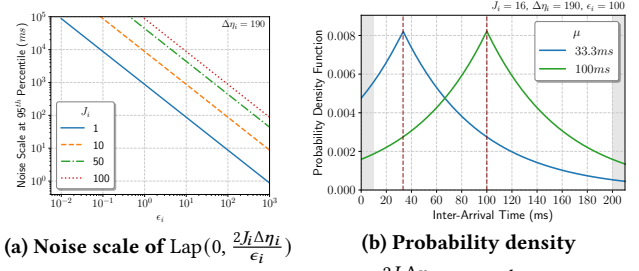 Noise Scale at 95th Percentile (ms)
10^5
10^4
10^3
10^2
10^1
10^0
Δη_i = 190
J_i
1
10
50
100
10^−2 10^−1 10^0 10^1 10^2 10^3
ϵ_i
(a) Noise scale of Lap(0, 2J_iΔη_i/ϵ_i)
J_i = 16, Δη_i = 190, ϵ_i = 100
Probability Density Function
0.008
0.006
0.004
0.002
0.000
μ
33.3ms
100ms
0 20 40 60 80 100 120 140 160 180 200
Inter-Arrival Time (ms)
(b) Probability density